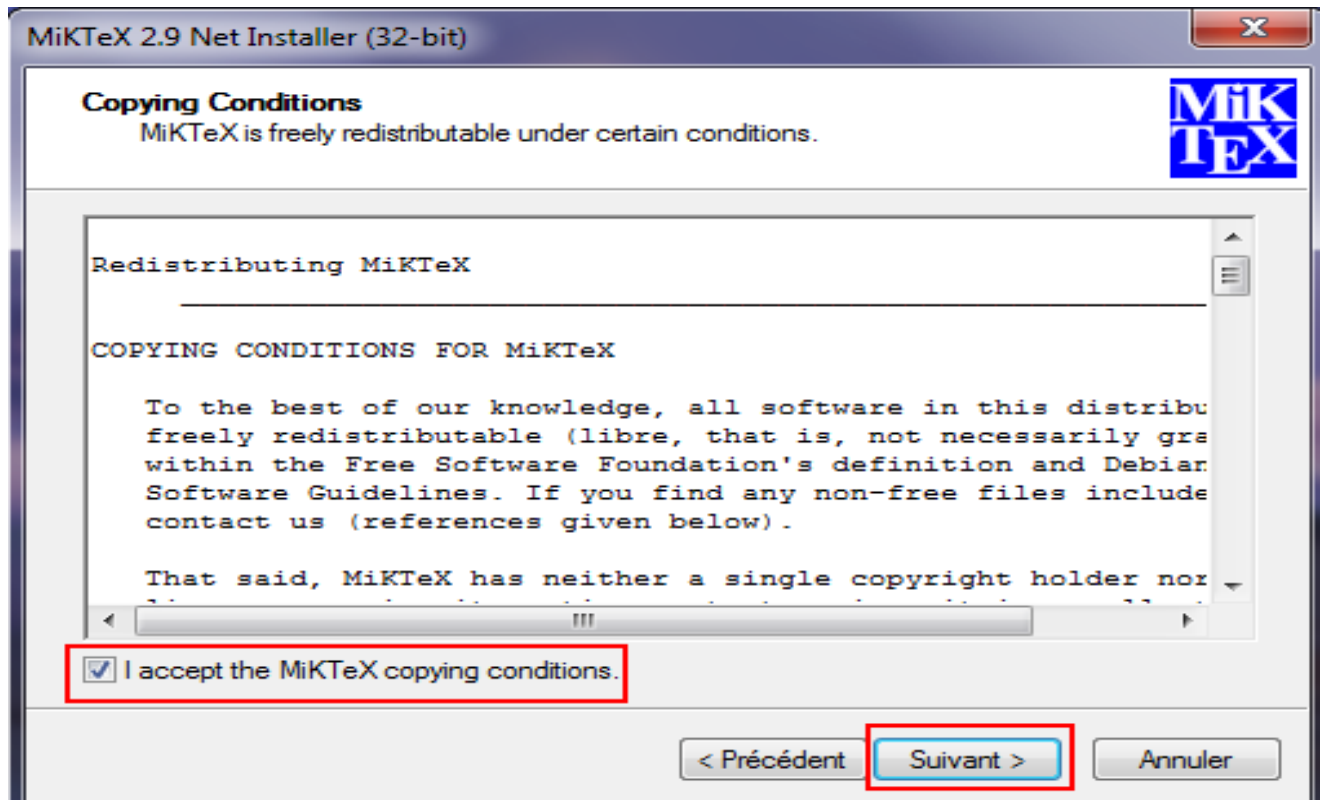 MiKTeX 2.9 Net Installer (32-bit)
Copying Conditions
MiKTeX is freely redistributable under certain conditions.
MiK
TEX
Redistributing MiKTeX
COPYING CONDITIONS FOR MiKTeX
To the best of our knowledge, all software in this distribu
freely redistributable (libre, that is, not necessarily gra
within the Free Software Foundation's definition and Debian
Software Guidelines. If you find any non-free files include
contact us (references given below).
That said, MiKTeX has neither a single copyright holder nor
I accept the MiKTeX copying conditions.
< Précédent
Suivant >
Annuler